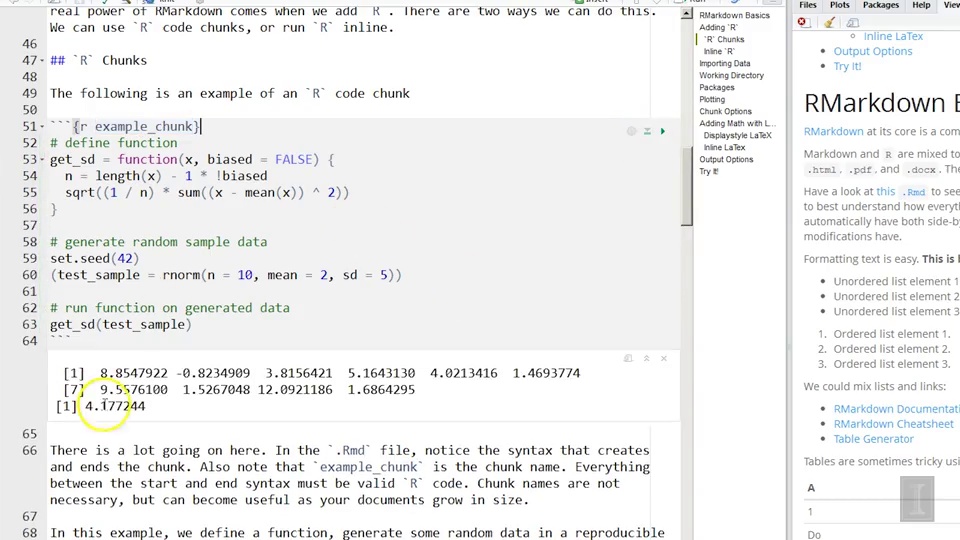 real power of RMarkdown comes when we add `R`. There are two ways we can do this.
We can use `R` code chunks, or run `R` inline.
46
47 ## `R` Chunks
48
49 The following is an example of an `R` code chunk
50
51 ```{r example_chunk}
52 # define function
53 get_sd = function(x, biased = FALSE) {
54 n = length(x) - 1 * !biased
55 sqrt((1 / n) * sum((x - mean(x)) ^ 2))
56 }
57
58 # generate random sample data
59 set.seed(42)
60 (test_sample = rnorm(n = 10, mean = 2, sd = 5))
61
62 # run function on generated data
63 get_sd(test_sample)
64 ```
[1] 8.8547922 -0.8234909 3.8156421 5.1643130 4.0213416 1.4693774
[7] 9.5576100 1.5267048 12.0921186 1.6864295
[1] 4.177244
65
66 There is a lot going on here. In the `.Rmd` file, notice the syntax that creates
and ends the chunk. Also note that `example_chunk` is the chunk name. Everything
between the start and end syntax must be valid `R` code. Chunk names are not
necessary, but can become useful as your documents grow in size.
67
68 In this example, we define a function, generate some random data in a reproducible
RMarkdown Basics
Adding `R`
`R` Chunks
Inline `R`
Importing Data
Working Directory
Packages
Plotting
Chunk Options
Adding Math with L...
Displaystyle LaTeX
Inline LaTex
Output Options
Try It!
Files Plots Packages Help View
Inline LaTex
Output Options
Try It!
RMarkdown B
RMarkdown at its core is a com
Markdown and R are mixed to
.html, .pdf, and .docx. The
Have a look at this .Rmd to see
to best understand how everyth
automatically have both side-by
modifications have.
Formatting text is easy. This is b
Unordered list element 1
Unordered list element 2
Unordered list element 3
1. Ordered list element 1.
2. Ordered list element 2.
3. Ordered list element 3.
We could mix lists and links:
RMarkdown Documentati
RMarkdown Cheatsheet
Table Generator
Tables are sometimes tricky usi
A
1
Do